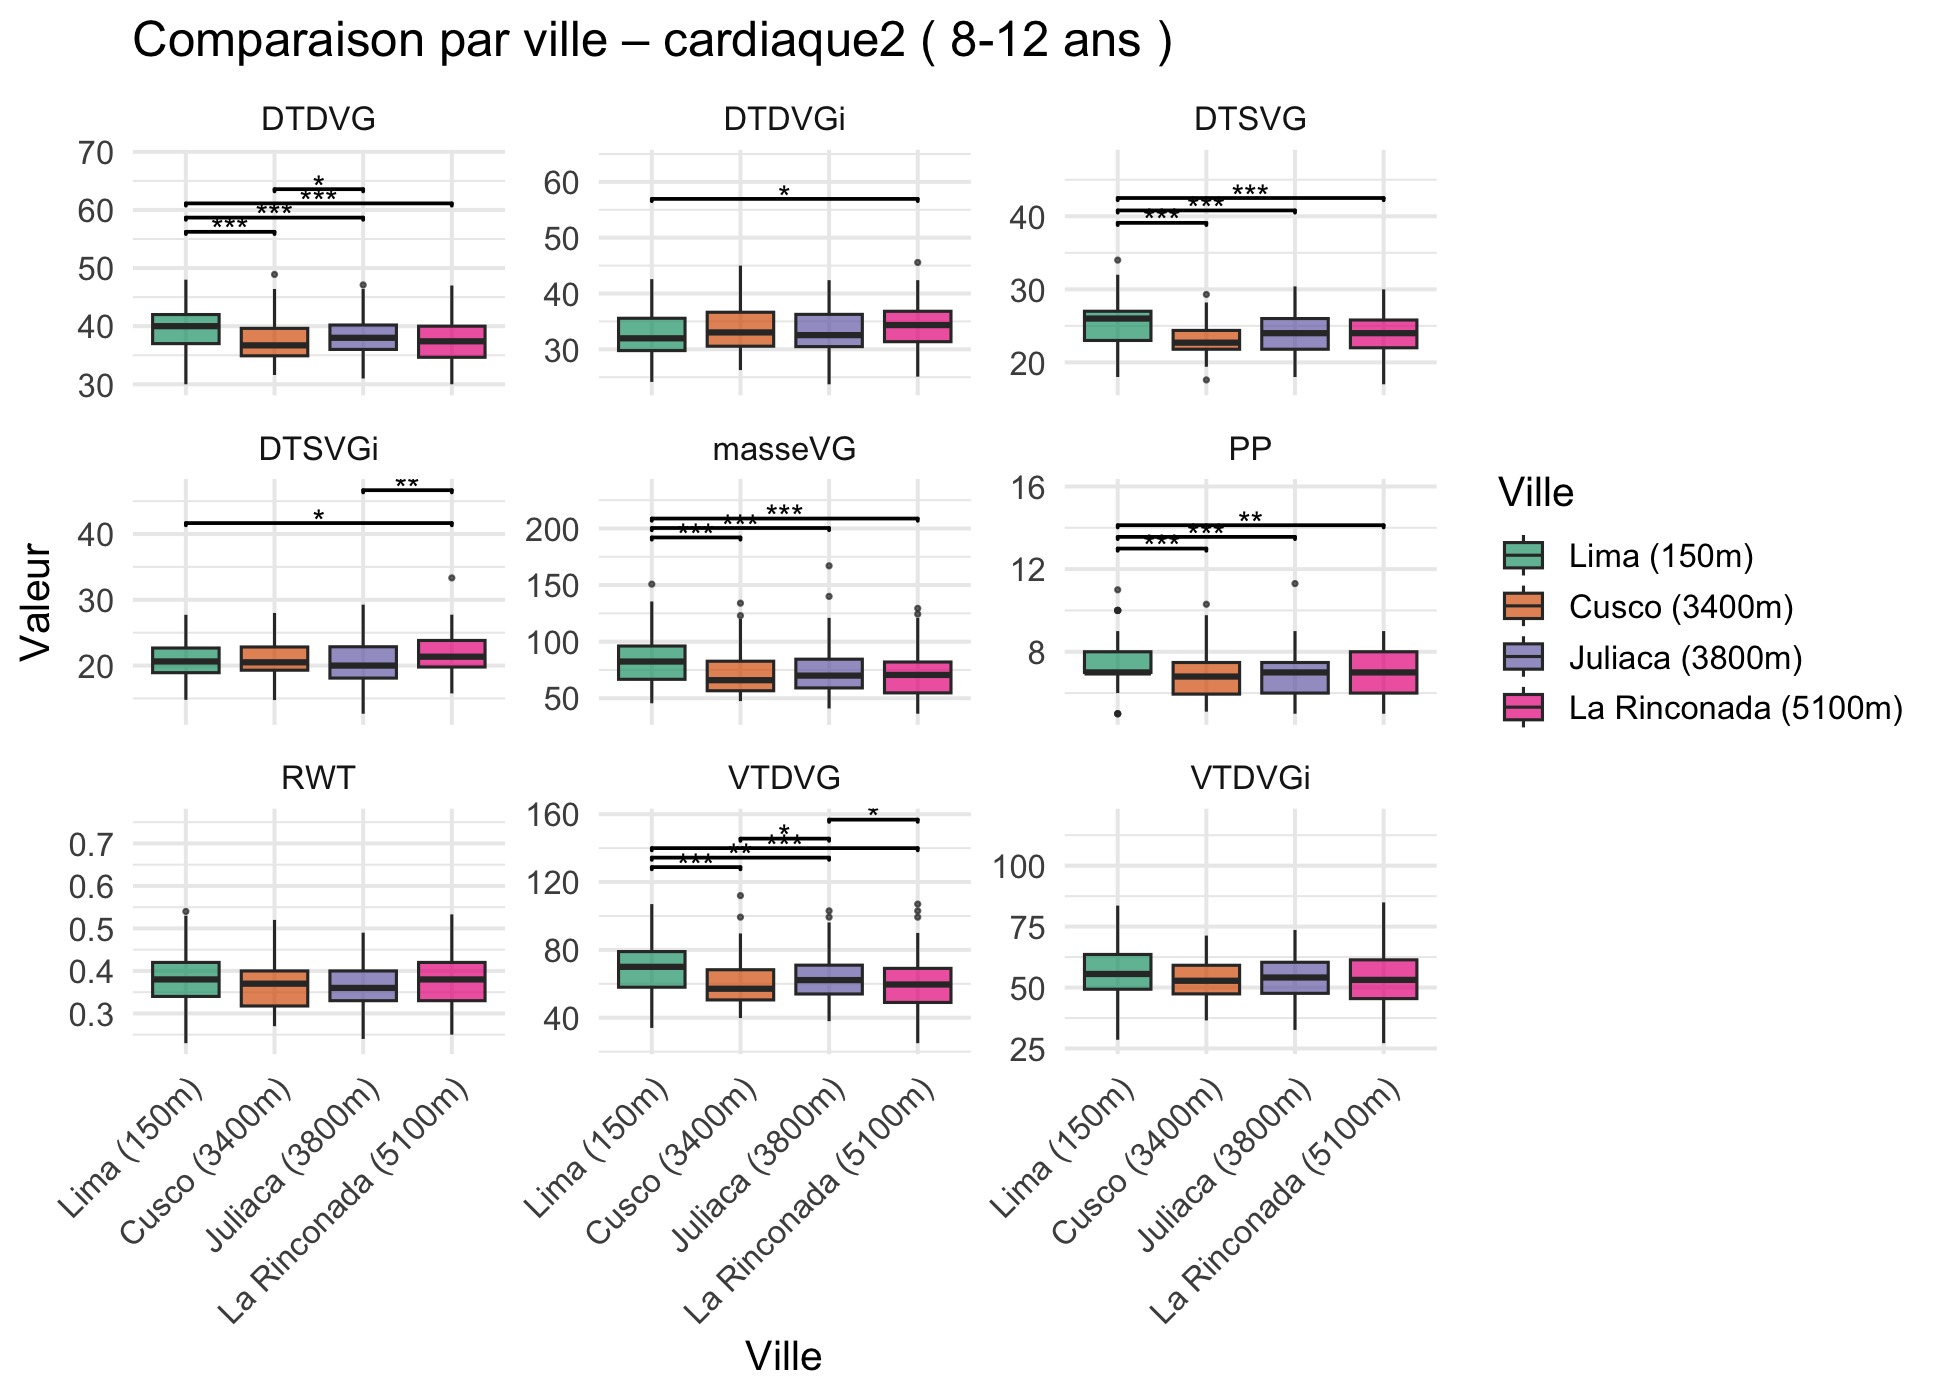 Comparaison par ville – cardiaque2 ( 8-12 ans )
DTDVG
DTDVGi
DTSVG
70
60
50
40
30
*
***
***
***
60
50
40
30
*
40
30
20
***
***
***
DTSVGi
masseVG
PP
40
30
20
**
*
200
150
100
50
***
***
***
16
12
8
**
***
***
RWT
VTDVG
VTDVGi
0.7
0.6
0.5
0.4
0.3
160
120
80
40
*
*
***
**
***
100
75
50
25
Lima (150m)
Cusco (3400m)
Juliaca (3800m)
La Rinconada (5100m)
Lima (150m)
Cusco (3400m)
Juliaca (3800m)
La Rinconada (5100m)
Lima (150m)
Cusco (3400m)
Juliaca (3800m)
La Rinconada (5100m)
Ville
Valeur
Ville
Lima (150m)
Cusco (3400m)
Juliaca (3800m)
La Rinconada (5100m)